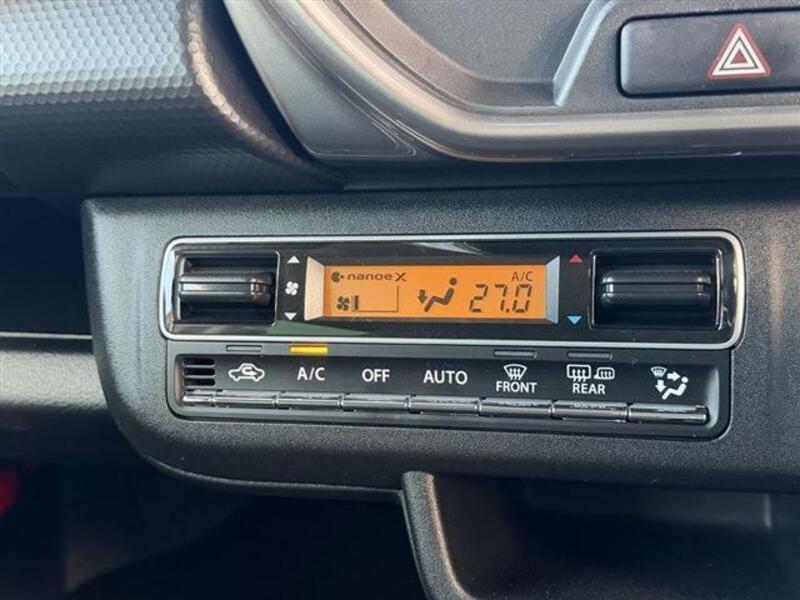 nanoe X
A/C
27.0
A/C OFF AUTO FRONT REAR